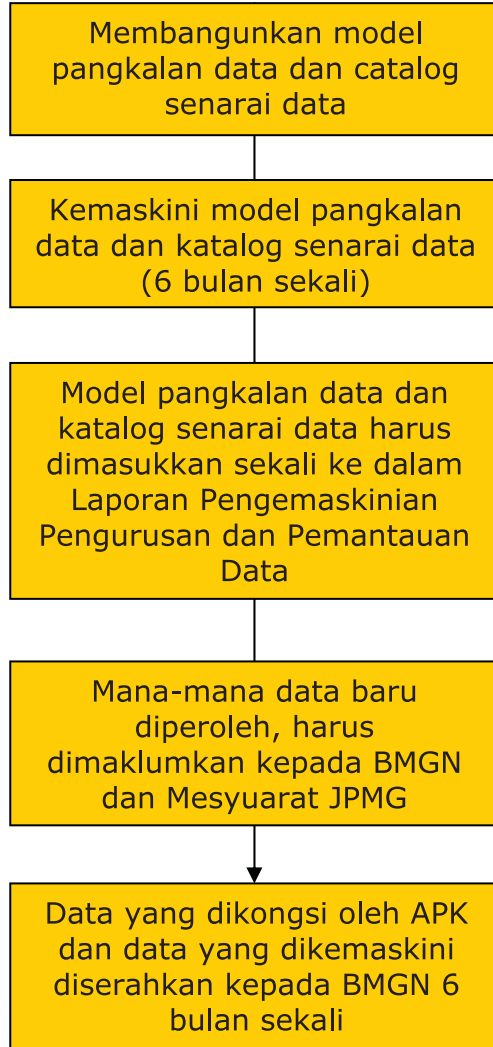 Membangunkan model
pangkalan data dan catalog
senarai data
Kemaskini model pangkalan
data dan katalog senarai data
(6 bulan sekali)
Model pangkalan data dan
katalog senarai data harus
dimasukkan sekali ke dalam
Laporan Pengemaskinian
Pengurusan dan Pemantauan
Data
Mana-mana data baru
diperoleh, harus
dimaklumkan kepada BMGN
dan Mesyuarat JPMG
Data yang dikongsi oleh APK
dan data yang dikemaskini
diserahkan kepada BMGN 6
bulan sekali